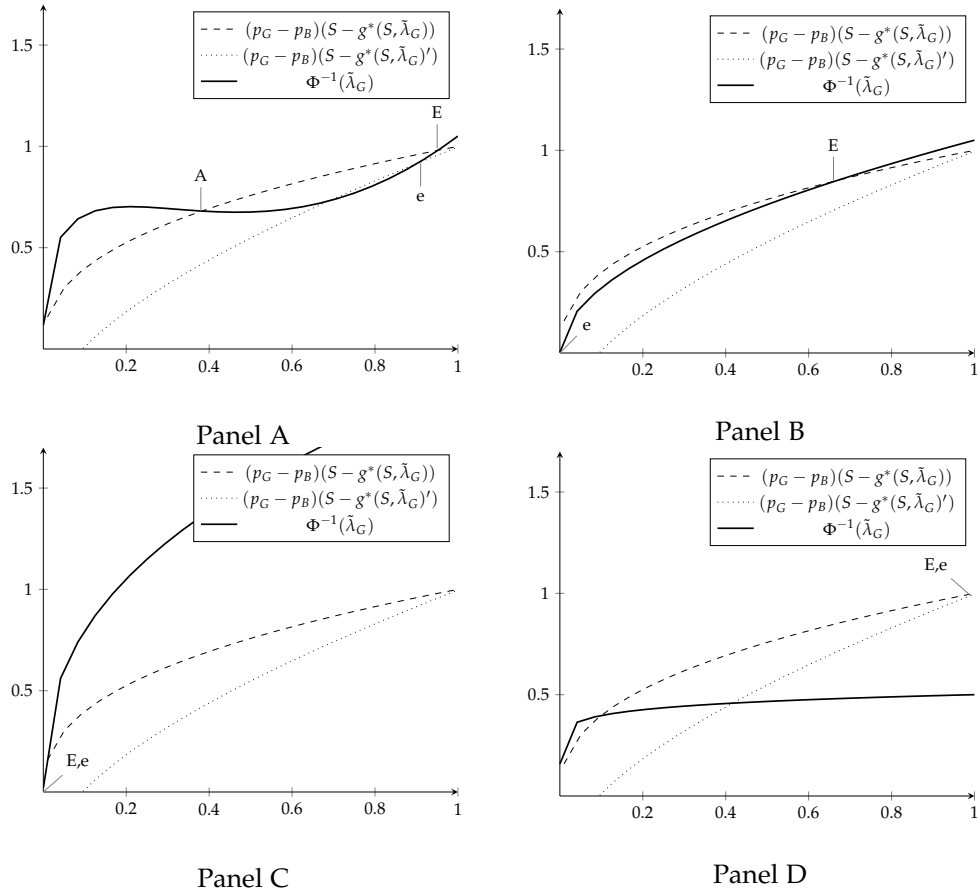 1.5
1
0.5
0.2
0.4
0.6
0.8
1
(p_G − p_B)(S − g*(S, λ̃_G))
(p_G − p_B)(S − g*(S, λ̃_G)′)
Φ⁻¹(λ̃_G)
A
E
e
Panel A
1.5
1
0.5
0.2
0.4
0.6
0.8
1
(p_G − p_B)(S − g*(S, λ̃_G))
(p_G − p_B)(S − g*(S, λ̃_G)′)
Φ⁻¹(λ̃_G)
E
e
Panel B
1.5
1
0.5
0.2
0.4
0.6
0.8
1
(p_G − p_B)(S − g*(S, λ̃_G))
(p_G − p_B)(S − g*(S, λ̃_G)′)
Φ⁻¹(λ̃_G)
E,e
Panel C
1.5
1
0.5
0.2
0.4
0.6
0.8
1
(p_G − p_B)(S − g*(S, λ̃_G))
(p_G − p_B)(S − g*(S, λ̃_G)′)
Φ⁻¹(λ̃_G)
E,e
Panel D